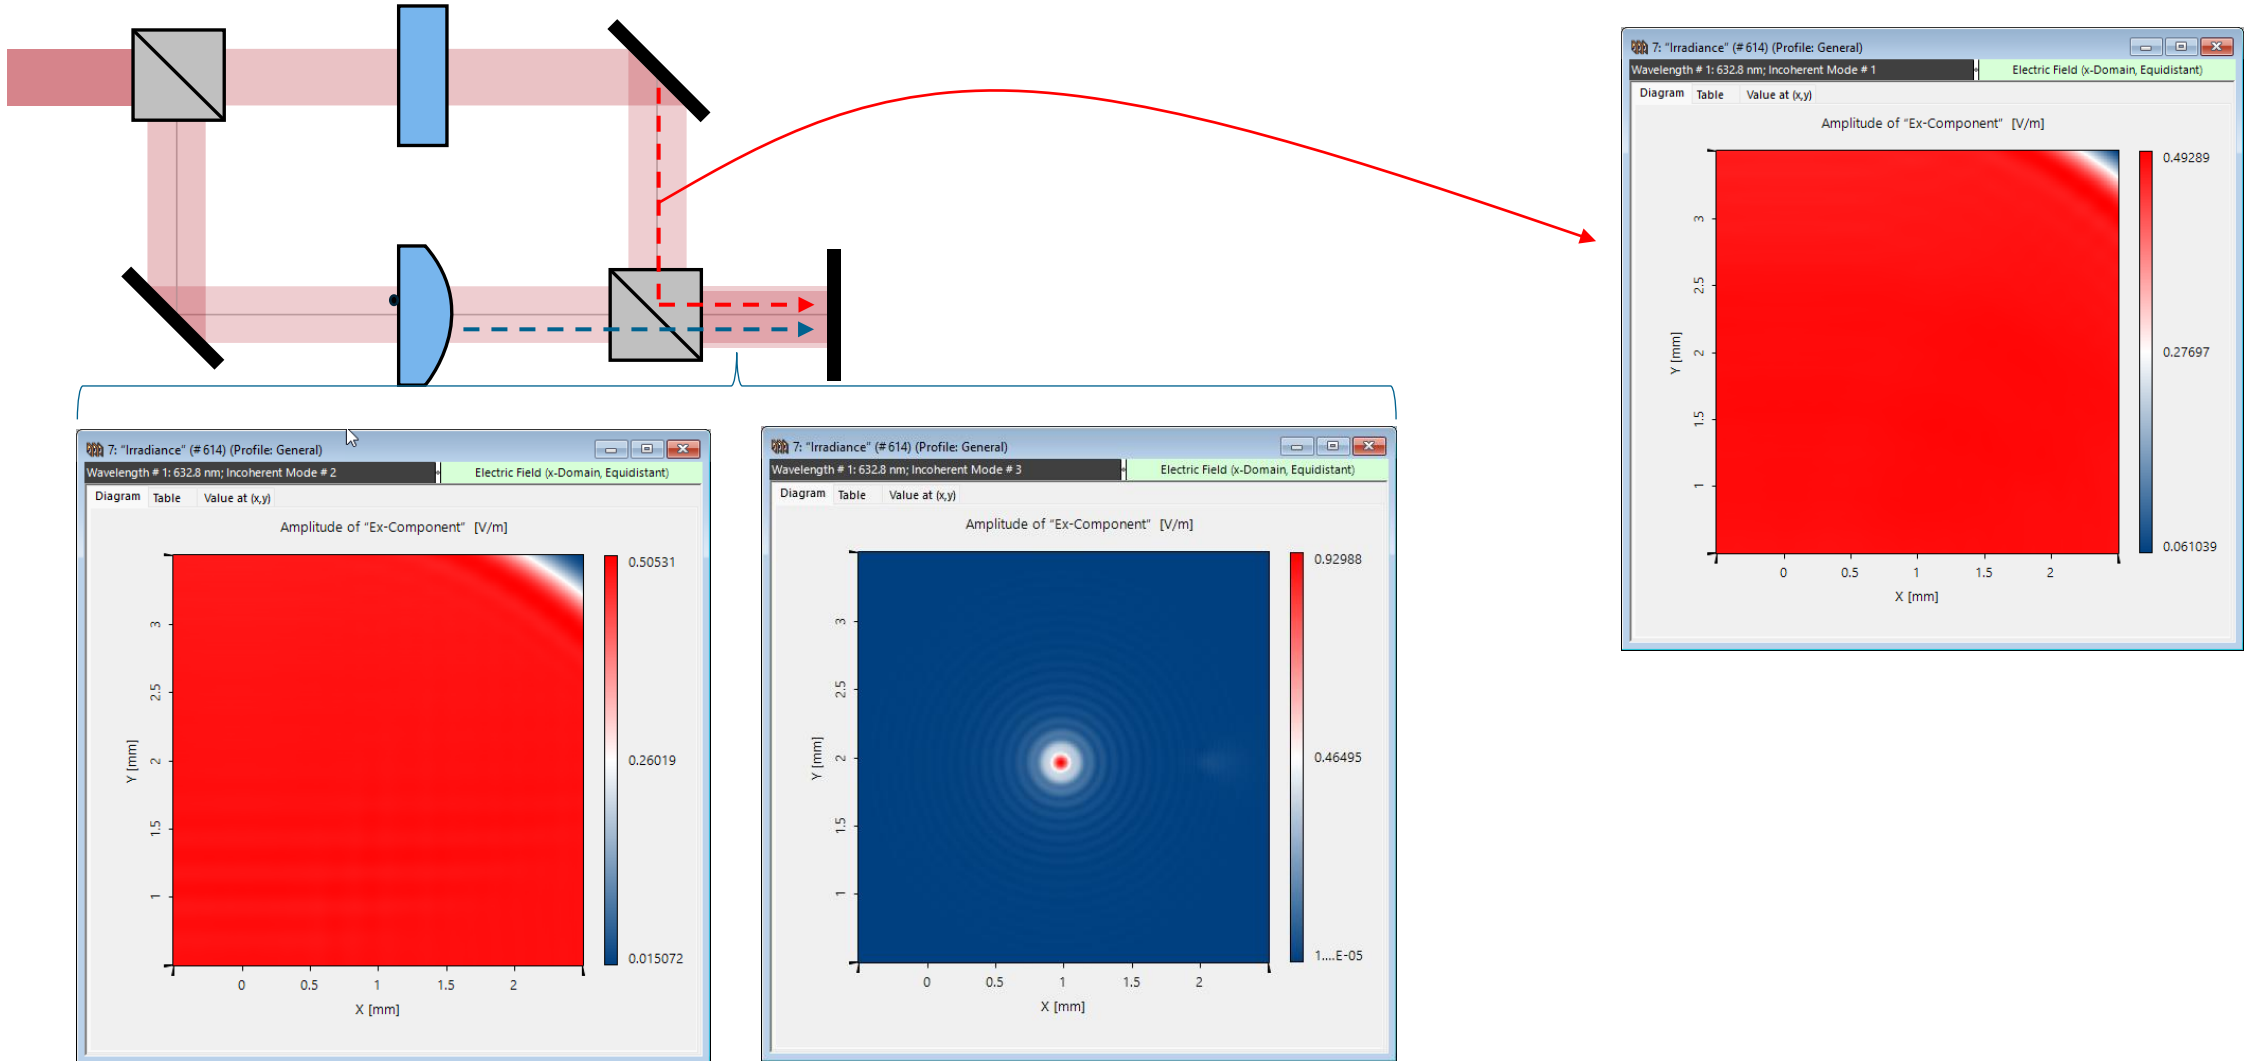 7: "Irradiance" (# 614) (Profile: General)
Wavelength # 1: 632.8 nm; Incoherent Mode # 1
Electric Field (x-Domain, Equidistant)
Diagram Table Value at (x,y)
Amplitude of "Ex-Component" [V/m]
0.49289
0.27697
0.061039
3
2.5
2
1.5
1
Y [mm]
0 0.5 1 1.5 2
X [mm]
7: "Irradiance" (# 614) (Profile: General)
Wavelength # 1: 632.8 nm; Incoherent Mode # 2
Electric Field (x-Domain, Equidistant)
Diagram Table Value at (x,y)
Amplitude of "Ex-Component" [V/m]
0.50531
0.26019
0.015072
3
2.5
2
1.5
1
Y [mm]
0 0.5 1 1.5 2
X [mm]
7: "Irradiance" (# 614) (Profile: General)
Wavelength # 1: 632.8 nm; Incoherent Mode # 3
Electric Field (x-Domain, Equidistant)
Diagram Table Value at (x,y)
Amplitude of "Ex-Component" [V/m]
0.92988
0.46495
1....E-05
3
2.5
2
1.5
1
Y [mm]
0 0.5 1 1.5 2
X [mm]